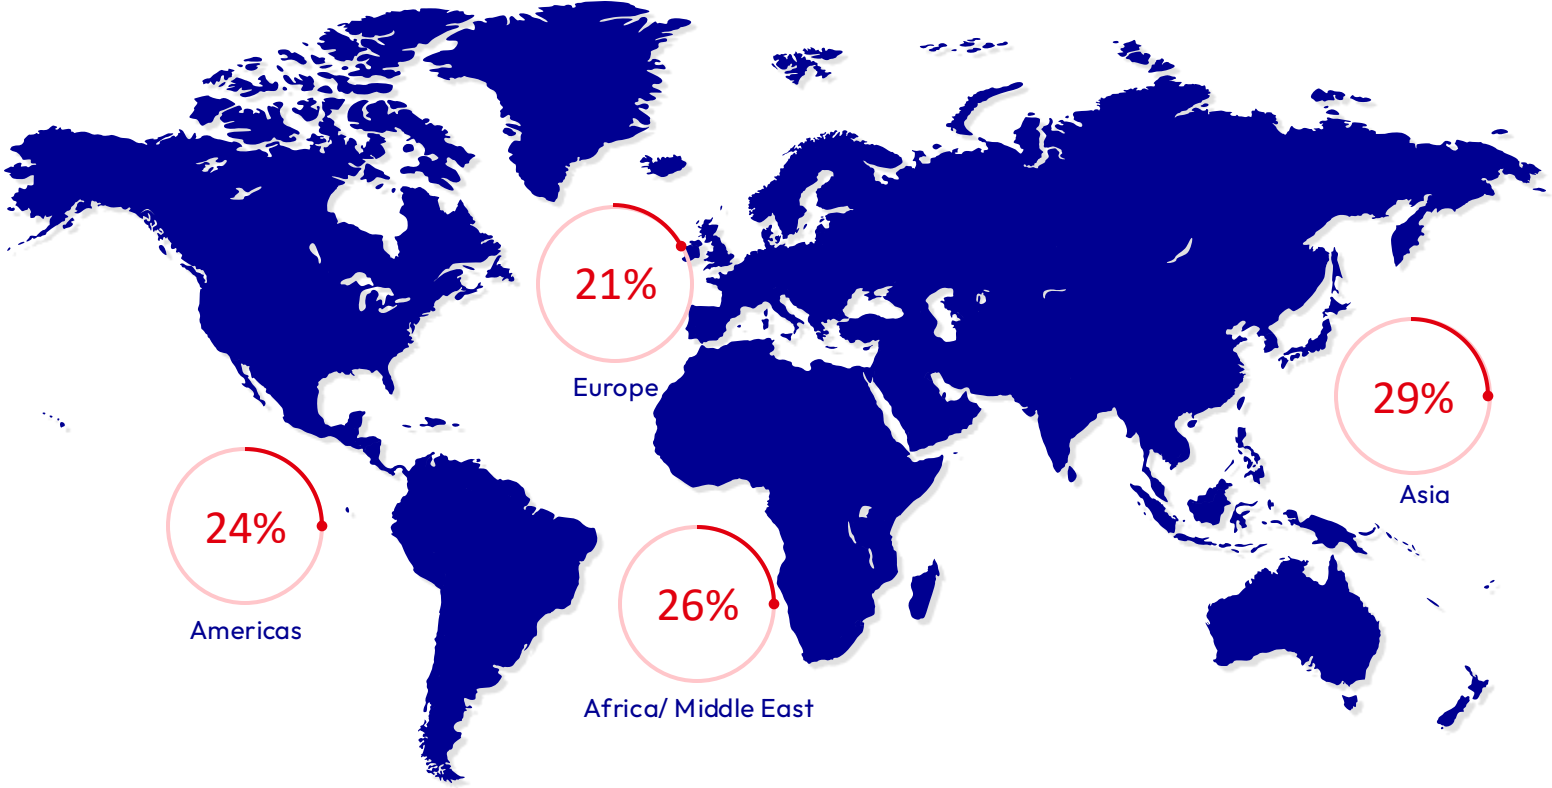 21%
Europe
29%
Asia
24%
Americas
26%
Africa/ Middle East